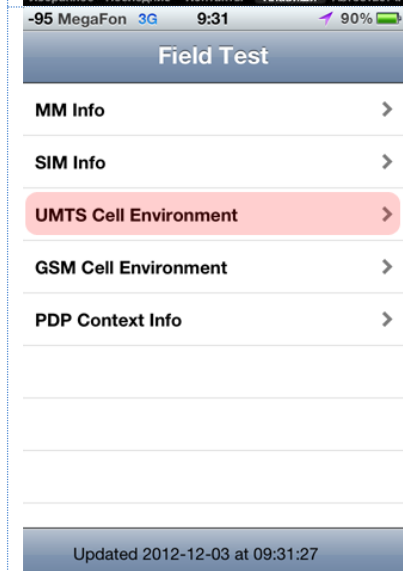 -95 MegaFon 3G 9:31 90%
Field Test
MM Info
SIM Info
UMTS Cell Environment
GSM Cell Environment
PDP Context Info
Updated 2012-12-03 at 09:31:27